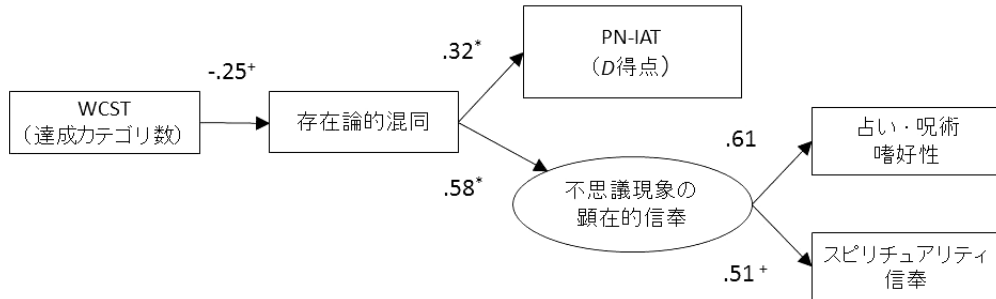 -.25⁺
.32*
PN-IAT
（D得点）
WCST
（達成カテゴリ数）
存在論的混同
.61
占い・呪術
嗜好性
.58*
不思議現象の
顕在的信奉
.51⁺
スピリチュアリティ
信奉